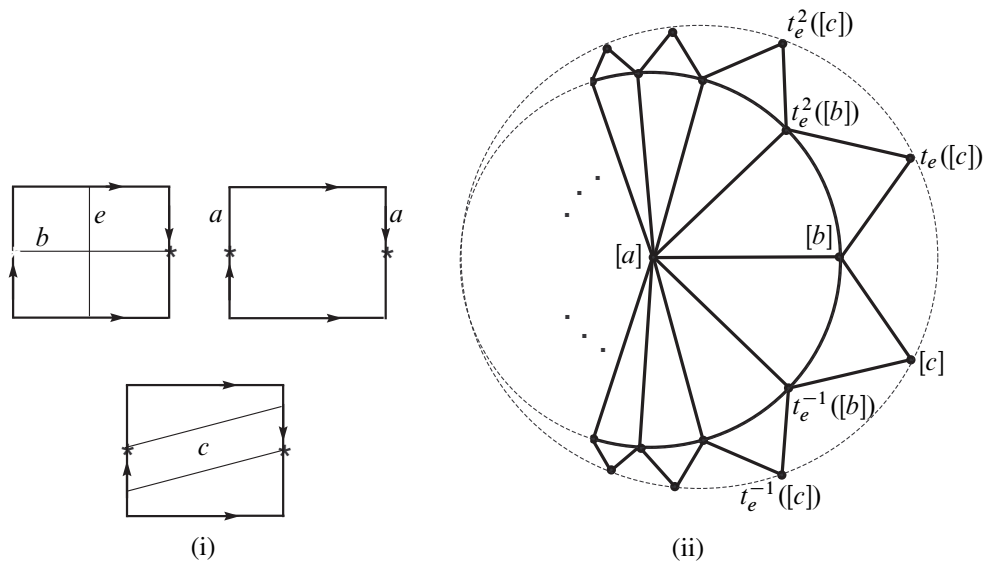 e
b
a
a
c
(i)
t_e^2([c])
t_e^2([b])
t_e([c])
[b]
[a]
[c]
t_e^{-1}([b])
t_e^{-1}([c])
(ii)